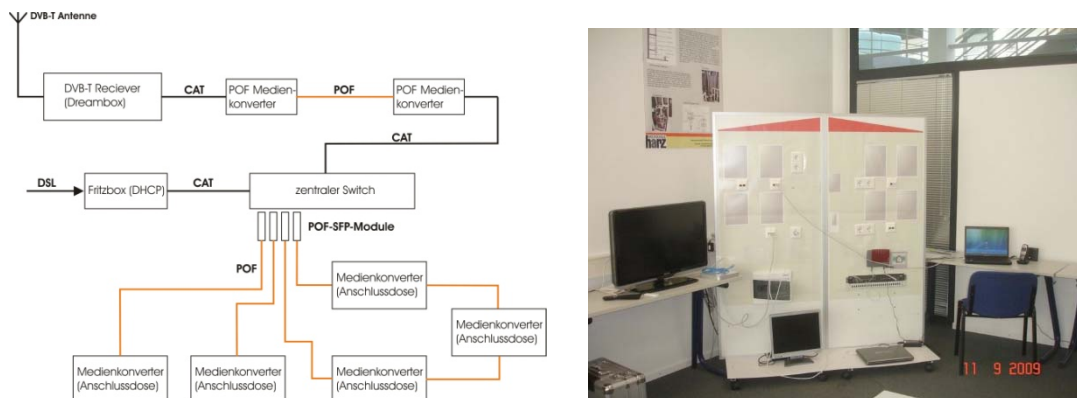 DVB-T Antenne
DVB-T Reciever
(Dreambox)
CAT
POF Medien-
konverter
POF
POF Medien-
konverter
CAT
DSL
Fritzbox (DHCP)
CAT
zentraler Switch
POF-SFP-Module
POF
Medienkonverter
(Anschlussdose)
Medienkonverter
(Anschlussdose)
Medienkonverter
(Anschlussdose)
Medienkonverter
(Anschlussdose)
Medienkonverter
(Anschlussdose)
harz
11 9 2009